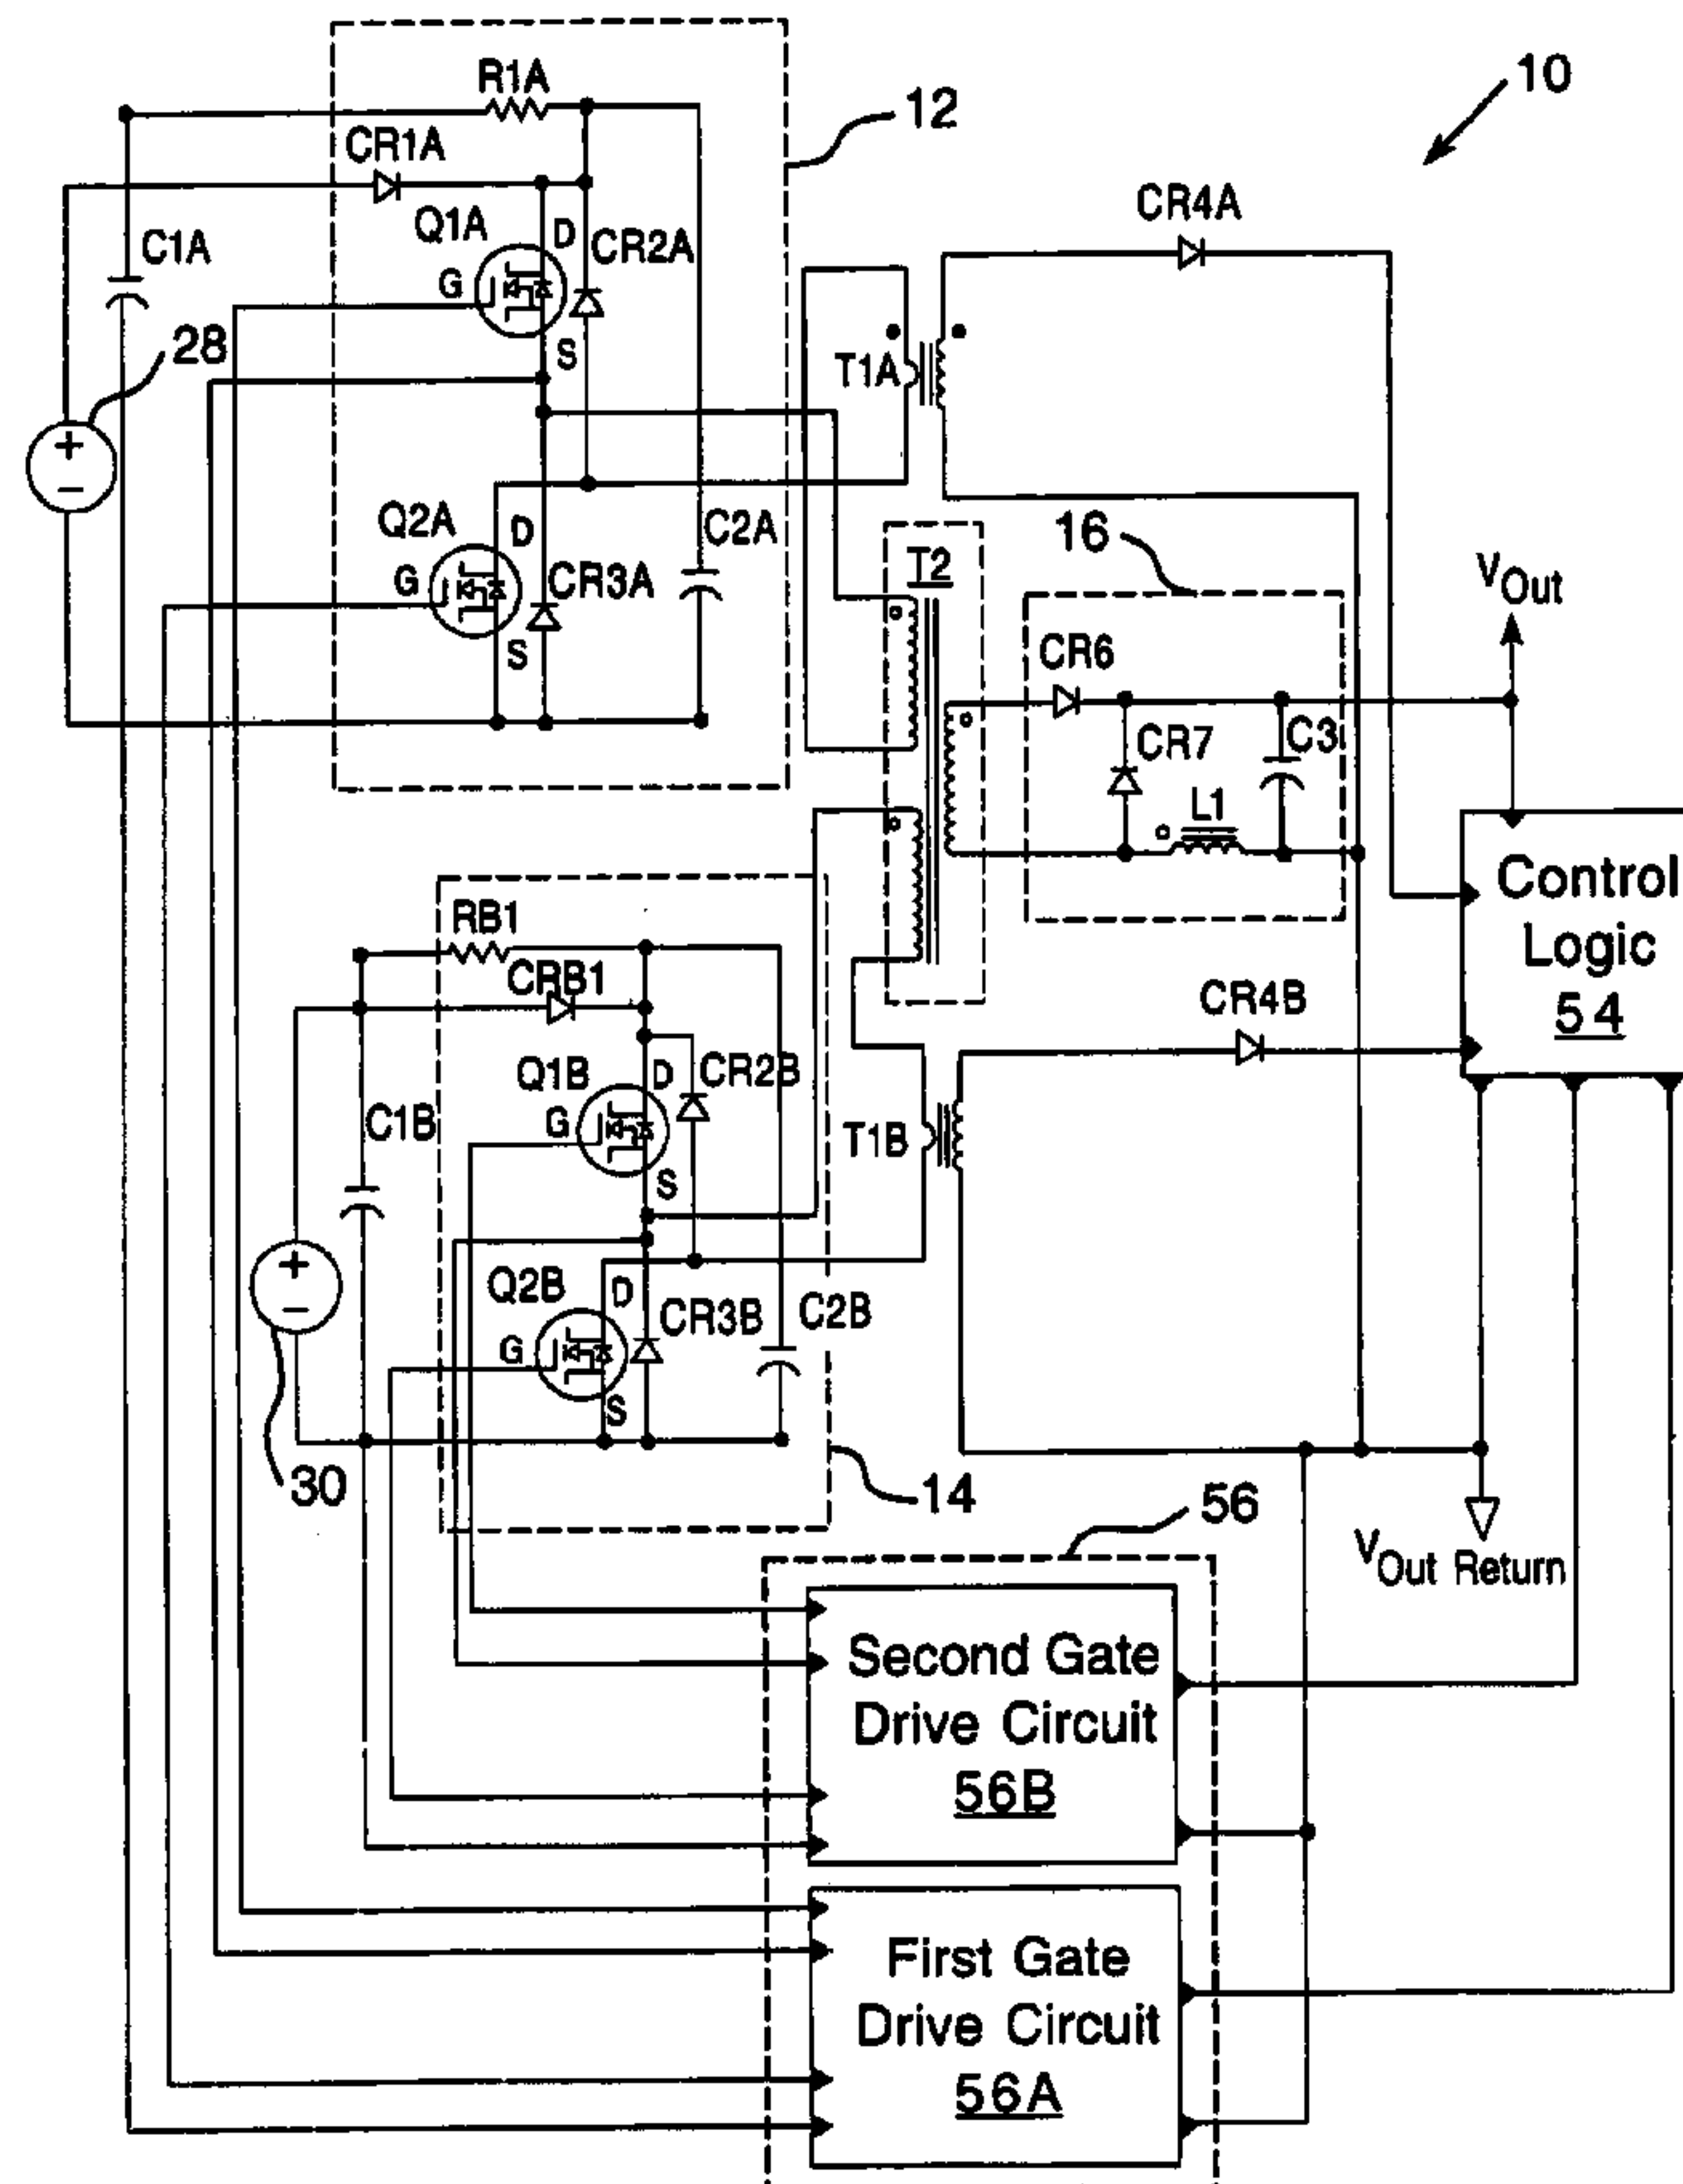 10
R1A
12
CR1A
CR4A
Q1A
D
CR2A
C1A
G
28
S
T1A
+
−
Q2A
D
C2A
16
T2
G
CR3A
VOut
S
CR6
CR7
C3
L1
Control
Logic
54
RB1
CRB1
CR4B
Q1B
D
CR2B
C1B
G
T1B
S
+
−
Q2B
D
CR3B
C2B
G
S
30
14
56
VOut Return
Second Gate
Drive Circuit
56B
First Gate
Drive Circuit
56A